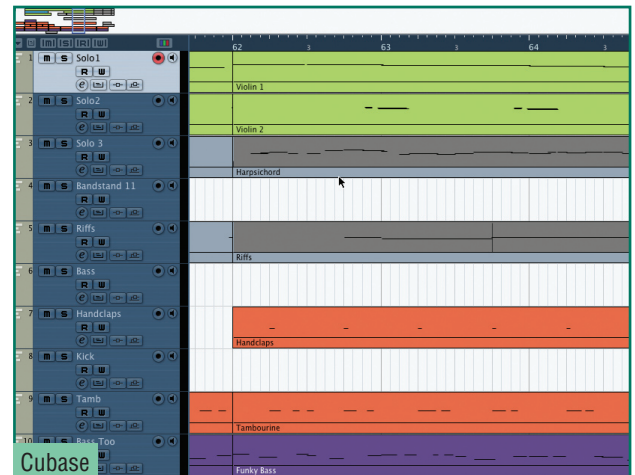 M S R W
62 3 63 3 64 3
1 M S Solo1
R W
e
Violin 1
2 M S Solo2
R W
e
Violin 2
3 M S Solo 3
R W
e
Harpsichord
4 M S Bandstand 11
R W
e
5 M S Riffs
R W
e
Riffs
6 M S Bass
R W
e
7 M S Handclaps
R W
e
Handclaps
8 M S Kick
R W
e
9 M S Tamb
R W
e
Tambourine
10 Bass Too
Cubase
Funky Bass